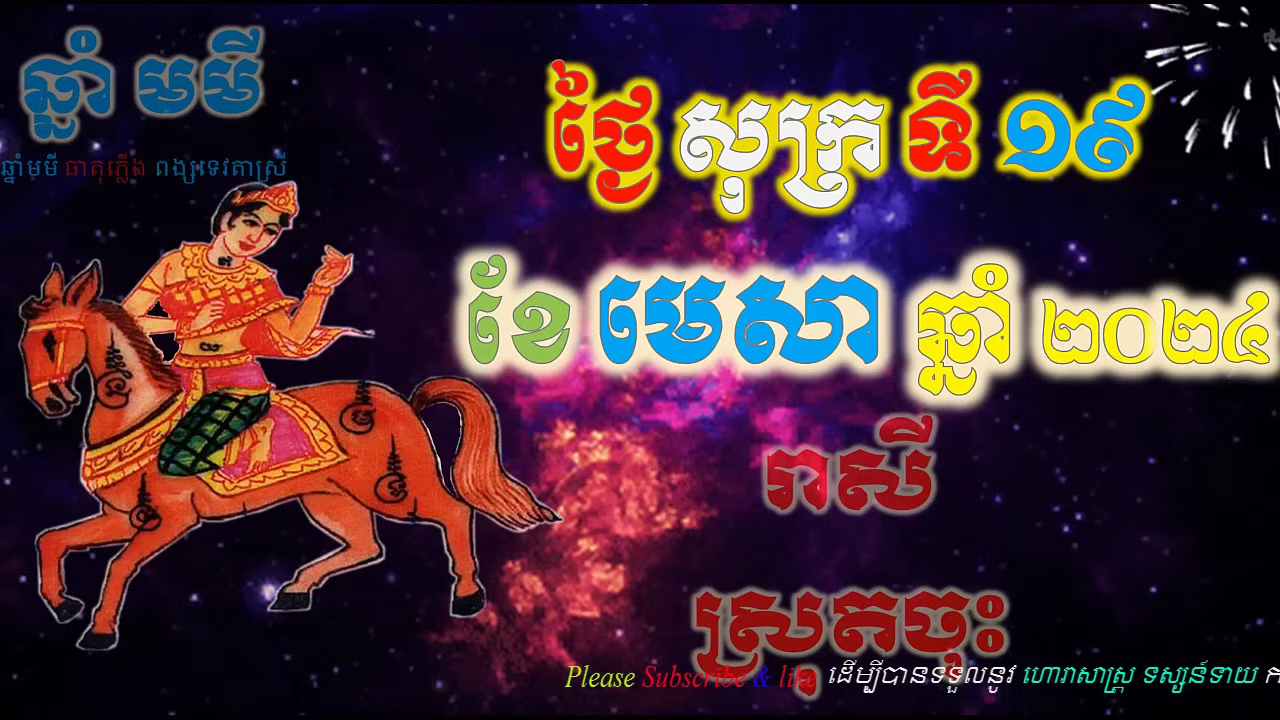 ឆ្នាំ មមី
ឆ្នាំមមី ធាតុភ្លើង ពង្សទេវតាស្រី
ថ្ងៃ សុក្រ ទី ១៩
ខែ មេសា ឆ្នាំ ២០២៤
រាសី
ស្រុតចុះ
Please Subscribe & like ដើម្បីបានទទួលនូវ ហោរាសាស្ត្រ ទស្សន៍ទាយ